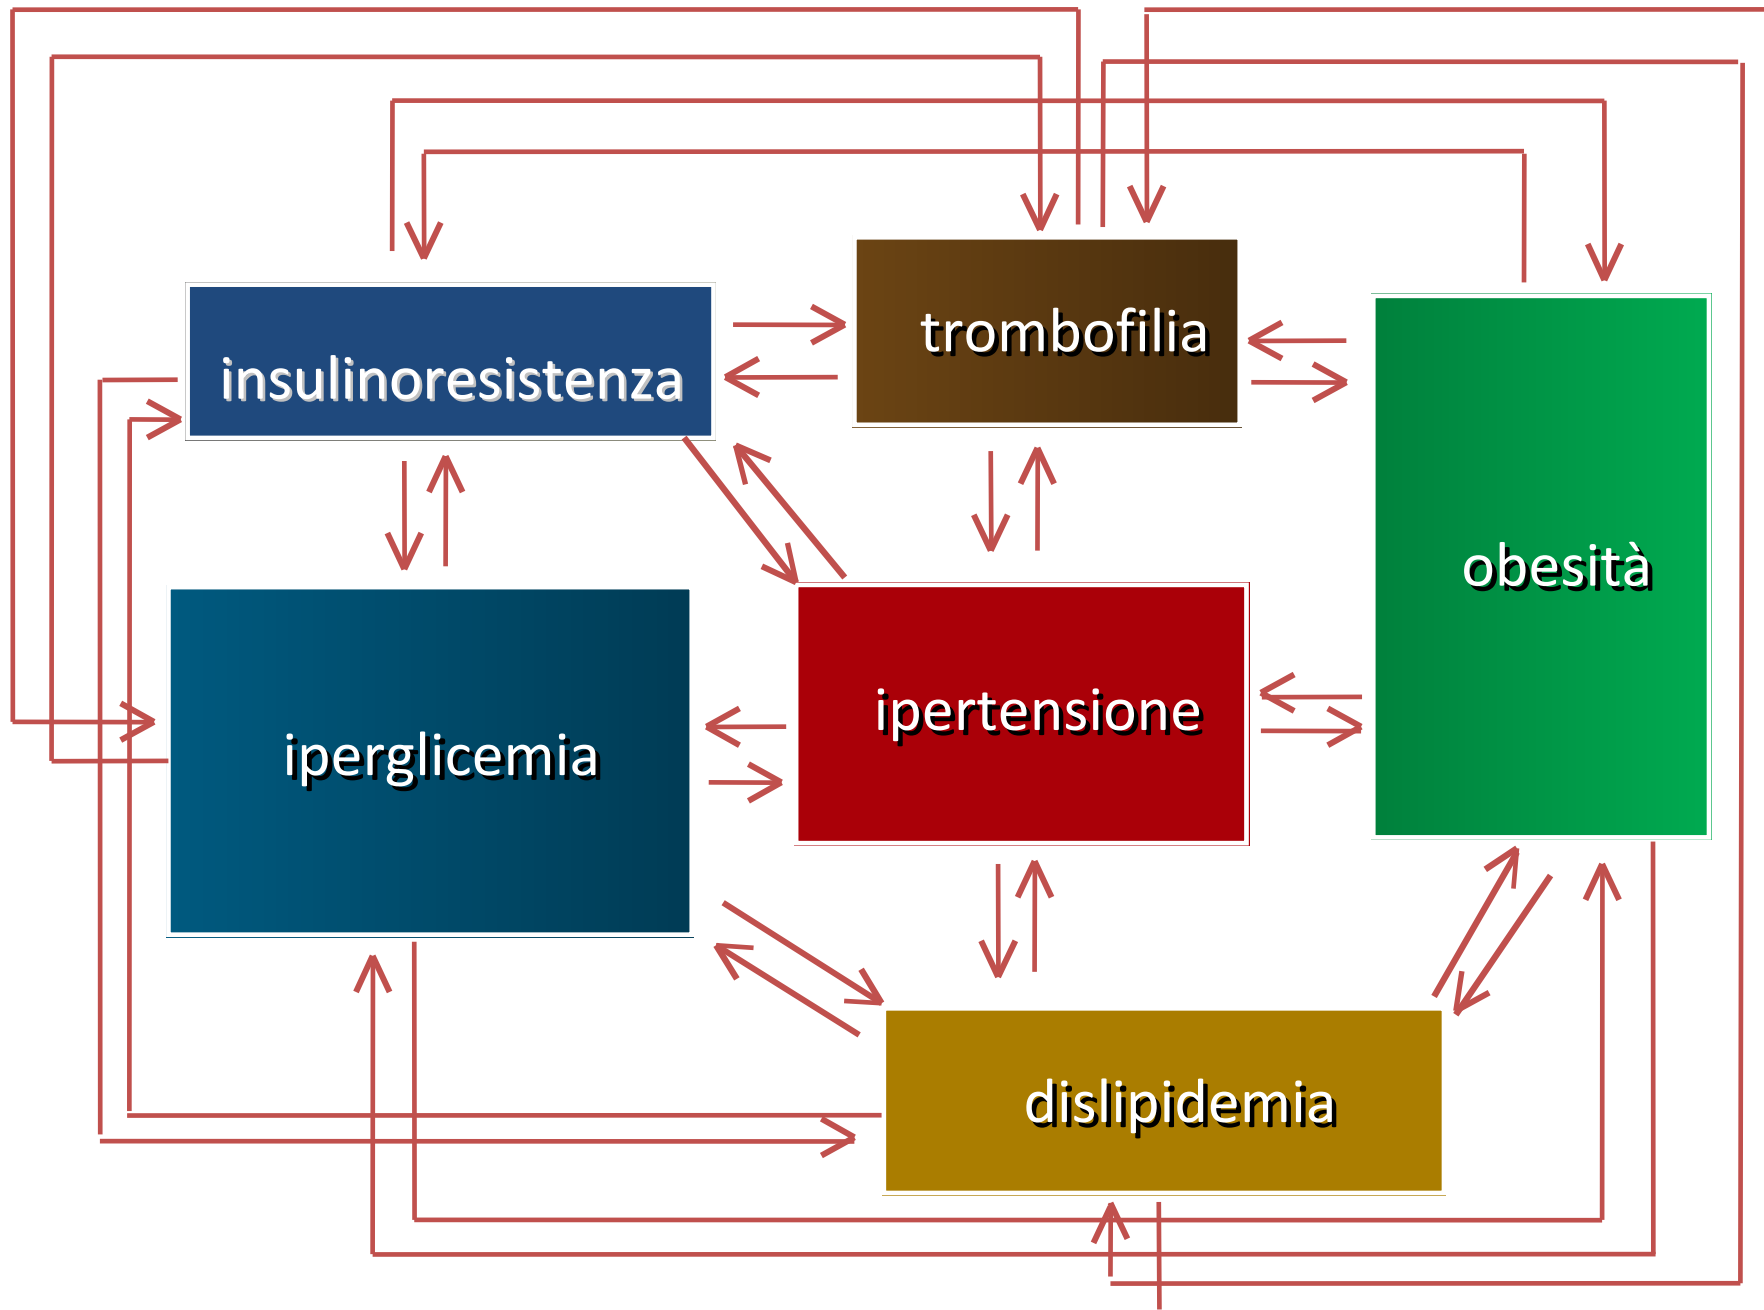 trombofilia
insulinoresistenza
obesità
ipertensione
iperglicemia
dislipidemia